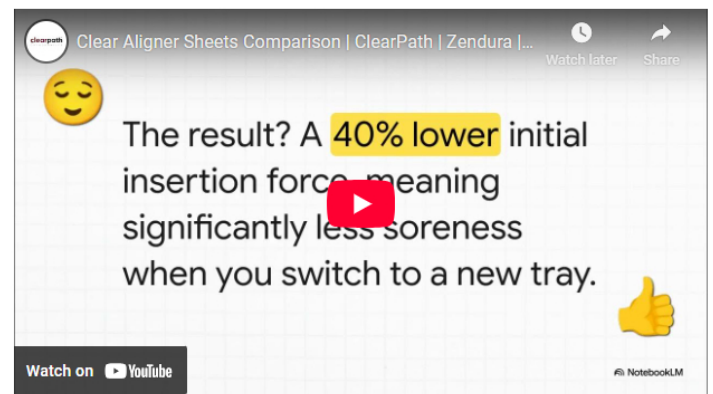 clearpath
Clear Aligner Sheets Comparison | ClearPath | Zendura |...
Watch later
Share
The result? A 40% lower initial
insertion force, meaning
significantly less soreness
when you switch to a new tray.
Watch on YouTube
NotebookLM